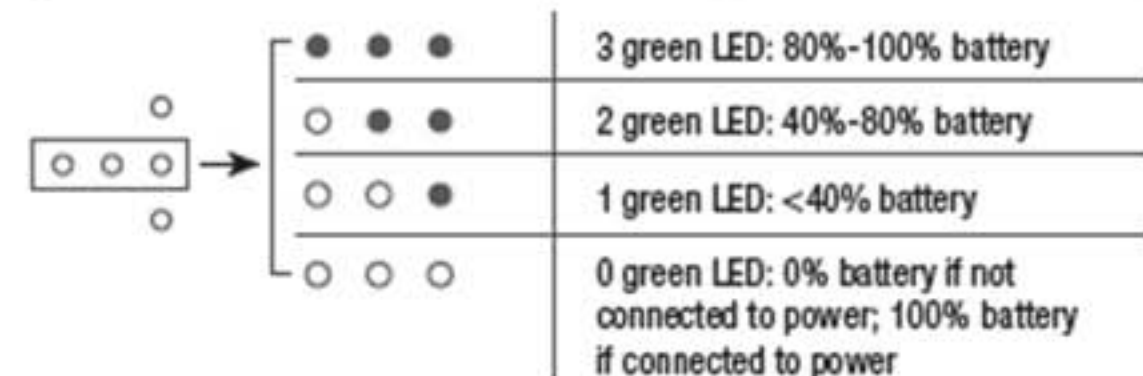 3 green LED: 80%-100% battery
2 green LED: 40%-80% battery
1 green LED: <40% battery
0 green LED: 0% battery if not
connected to power; 100% battery
if connected to power